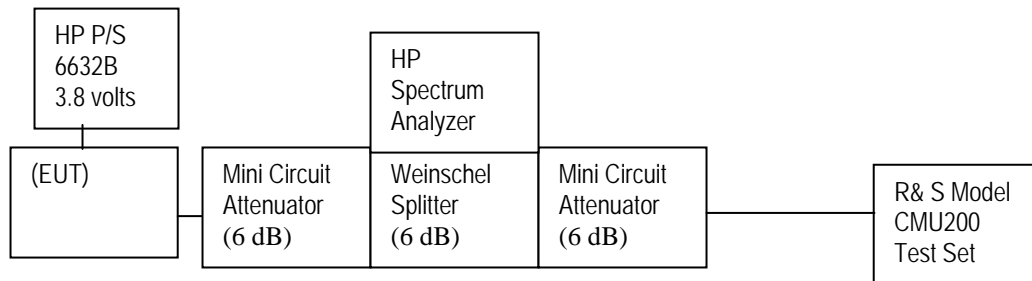 HP P/S
6632B
3.8 volts
HP
Spectrum
Analyzer
(EUT)
Mini Circuit
Attenuator
(6 dB)
Weinschel
Splitter
(6 dB)
Mini Circuit
Attenuator
(6 dB)
R& S Model
CMU200
Test Set